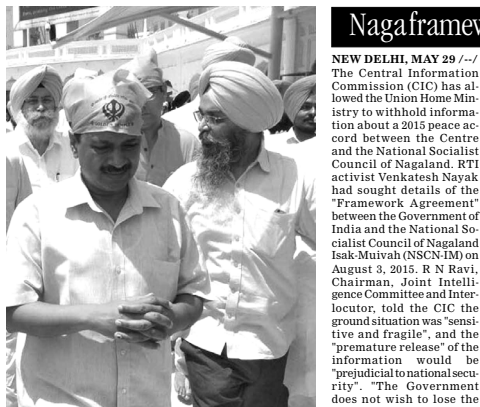 Nagaframew
NEW DELHI, MAY 29 /--/
The Central Information
Commission (CIC) has al-
lowed the Union Home Min-
istry to withhold informa-
tion about a 2015 peace ac-
cord between the Centre
and the National Socialist
Council of Nagaland. RTI
activist Venkatesh Nayak
had sought details of the
"Framework Agreement"
between the Government of
India and the National So-
cialist Council of Nagaland
Isak-Muivah (NSCN-IM) on
August 3, 2015. R N Ravi,
Chairman, Joint Intelli-
gence Committee and Inter-
locutor, told the CIC the
ground situation was "sensi-
tive and fragile", and the
"premature release" of the
information would be
"prejudicial to national secu-
rity". "The Government
does not wish to lose the